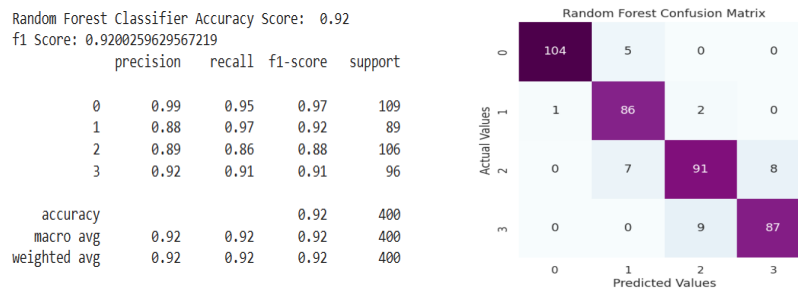 Random Forest Classifier Accuracy Score:  0.92
f1 Score: 0.9200259629567219
precision recall f1-score support
0 0.99 0.95 0.97 109
1 0.88 0.97 0.92 89
2 0.89 0.86 0.88 106
3 0.92 0.91 0.91 96
accuracy 0.92 400
macro avg 0.92 0.92 0.92 400
weighted avg 0.92 0.92 0.92 400
Random Forest Confusion Matrix
Actual Values
0 104 5 0 0
1 1 86 2 0
2 0 7 91 8
3 0 0 9 87
0 1 2 3
Predicted Values